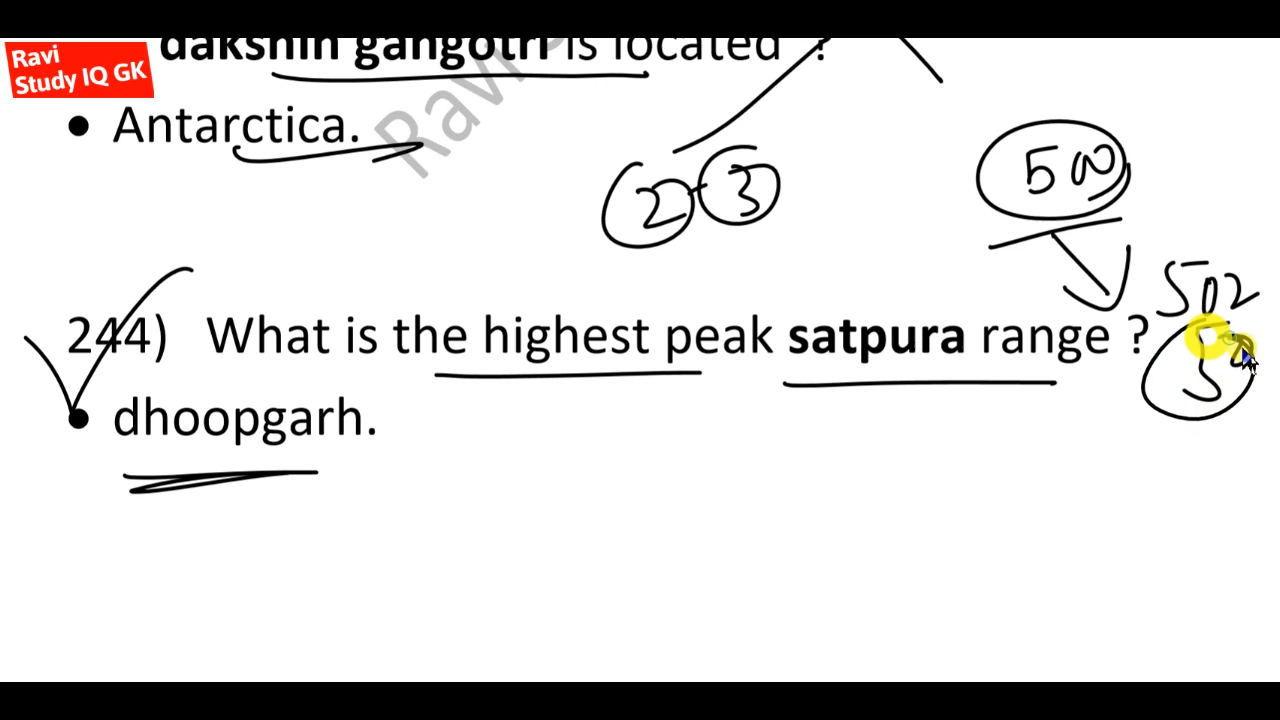 Ravi
Study IQ GK
dakshin gangotri is located ?
Antarctica.
Ravi S
2-3
500
502
244) What is the highest peak satpura range ?
dhoopgarh.